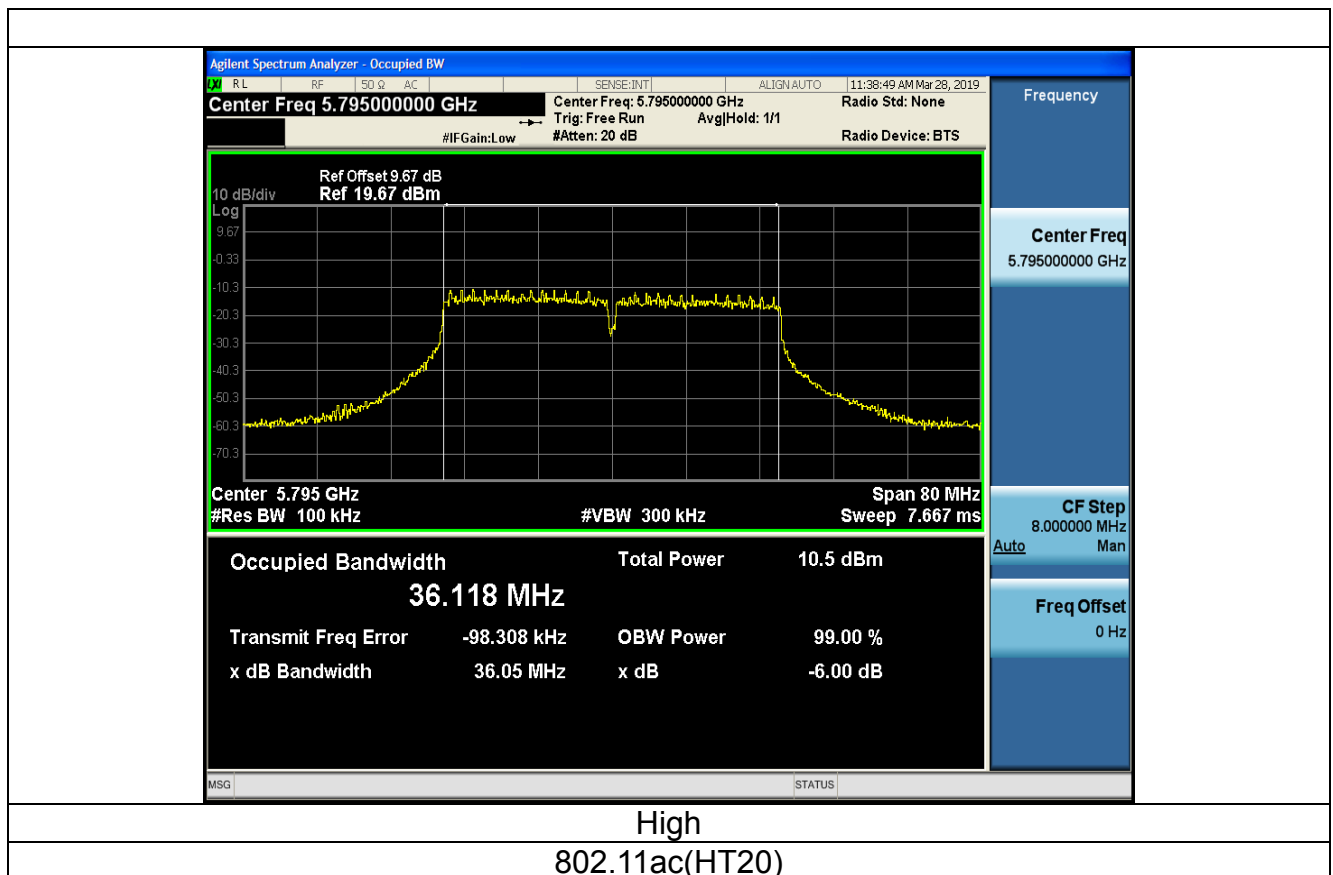 Agilent Spectrum Analyzer - Occupied BW
LXI RL RF 50 Ω AC SENSE:INT ALIGN AUTO 11:38:49 AM Mar 28, 2019
Center Freq 5.795000000 GHz
Center Freq: 5.795000000 GHz Radio Std: None
Trig: Free Run Avg|Hold: 1/1
#IFGain:Low #Atten: 20 dB Radio Device: BTS
Frequency
Ref Offset 9.67 dB
10 dB/div Ref 19.67 dBm
Log
9.67
-0.33
-10.3
-20.3
-30.3
-40.3
-50.3
-60.3
-70.3
Center 5.795 GHz Span 80 MHz
#Res BW 100 kHz #VBW 300 kHz Sweep 7.667 ms
Center Freq
5.795000000 GHz
CF Step
8.000000 MHz
Auto Man
Freq Offset
0 Hz
Occupied Bandwidth Total Power 10.5 dBm
36.118 MHz
Transmit Freq Error -98.308 kHz OBW Power 99.00 %
x dB Bandwidth 36.05 MHz x dB -6.00 dB
MSG STATUS
High
802.11ac(HT20)